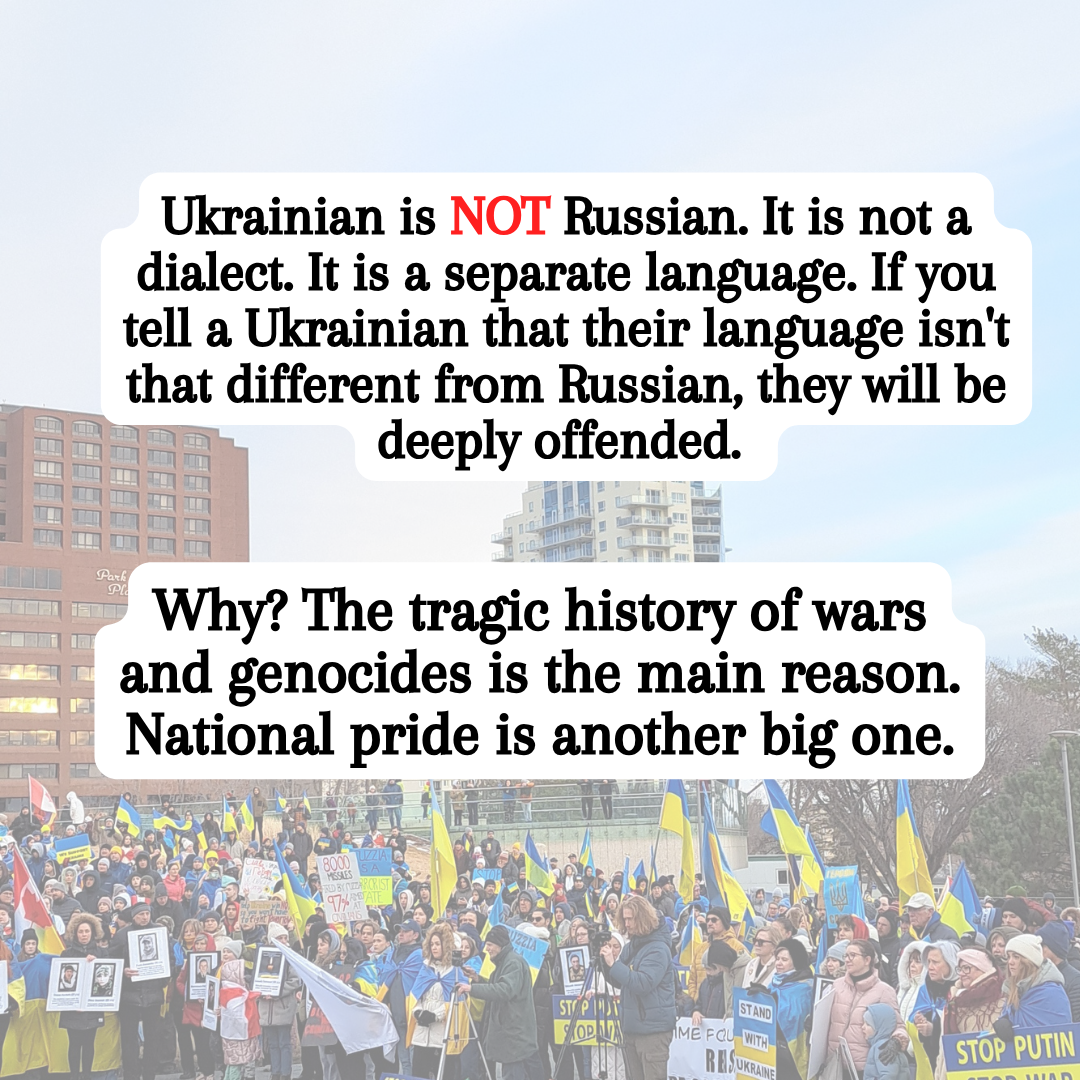 Ukrainian is NOT Russian. It is not a
dialect. It is a separate language. If you
tell a Ukrainian that their language isn't
that different from Russian, they will be
deeply offended.
Park
Pl
Why? The tragic history of wars
and genocides is the main reason.
National pride is another big one.
8000
MISSILES
97%
STAND
WITH
UKRAINE
STOP
STOP
STOP PUTIN
STOP WAR